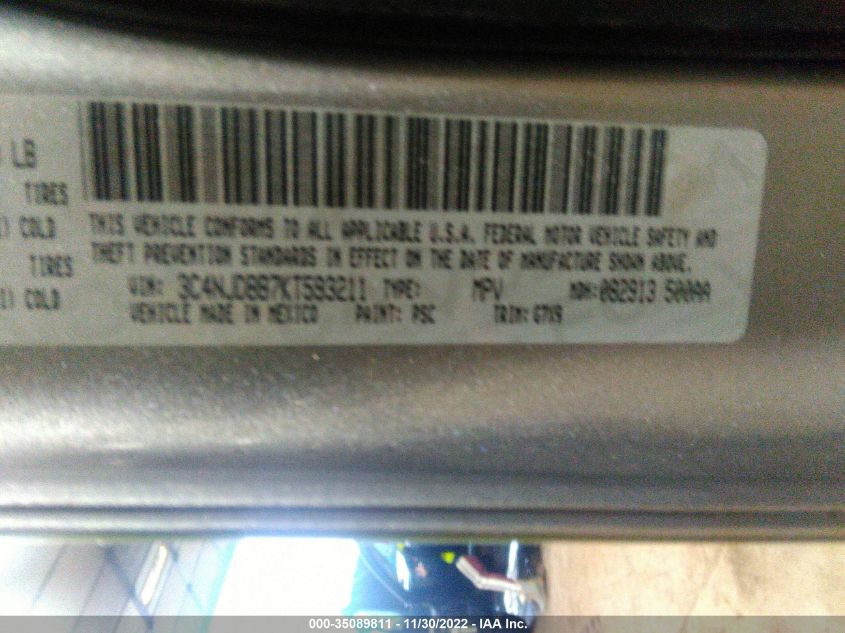 LB
TIRES
COLD
TIRES
COLD
THIS VEHICLE CONFORMS TO ALL APPLICABLE U.S.A. FEDERAL MOTOR VEHICLE SAFETY AND
THEFT PREVENTION STANDARDS IN EFFECT ON THE DATE OF MANUFACTURE SHOWN ABOVE.
VIN: 3C4NJDBB7KT593211 TYPE: MPV MDH:082913 500AA
VEHICLE MADE IN MEXICO PAINT: PSC TRIM: G7X9
000-35089811 - 11/30/2022 - IAA Inc.